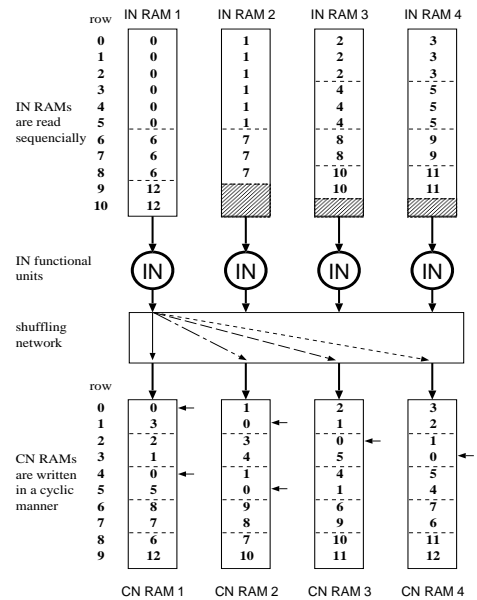 row IN RAM 1 IN RAM 2 IN RAM 3 IN RAM 4
0 0 1 2 3
1 0 1 2 3
2 0 1 2 3
3 0 1 4 5
4 0 1 4 5
5 0 1 4 5
6 6 7 8 9
7 6 7 8 9
8 6 7 10 11
9 12 10 11
10 12
IN RAMs
are read
sequencially
IN functional
units
IN IN IN IN
shuffling
network
row
0 0 1 2 3
1 3 0 1 2
2 2 3 0 1
3 1 4 5 0
4 0 1 4 5
5 5 0 1 4
6 8 9 6 7
7 7 8 9 6
8 6 7 10 11
9 12 10 11 12
CN RAMs
are written
in a cyclic
manner
CN RAM 1 CN RAM 2 CN RAM 3 CN RAM 4